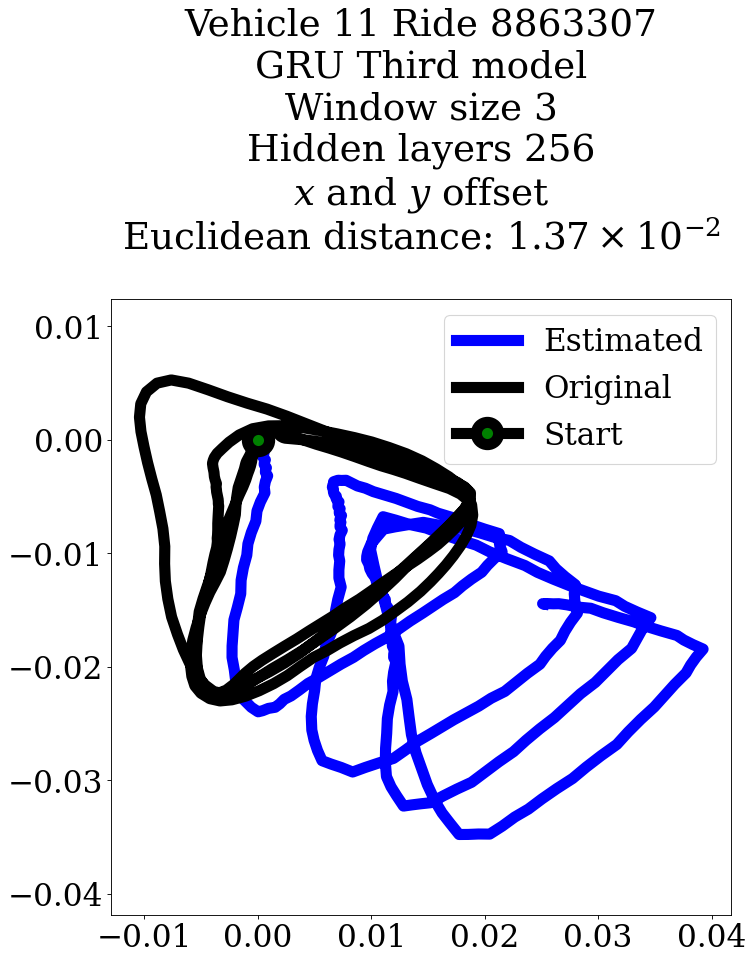 Vehicle 11 Ride 8863307
GRU Third model
Window size 3
Hidden layers 256
x and y offset
Euclidean distance: 1.37 × 10⁻²
Estimated
Original
Start
0.01
0.00
−0.01
−0.02
−0.03
−0.04
−0.01 0.00 0.01 0.02 0.03 0.04